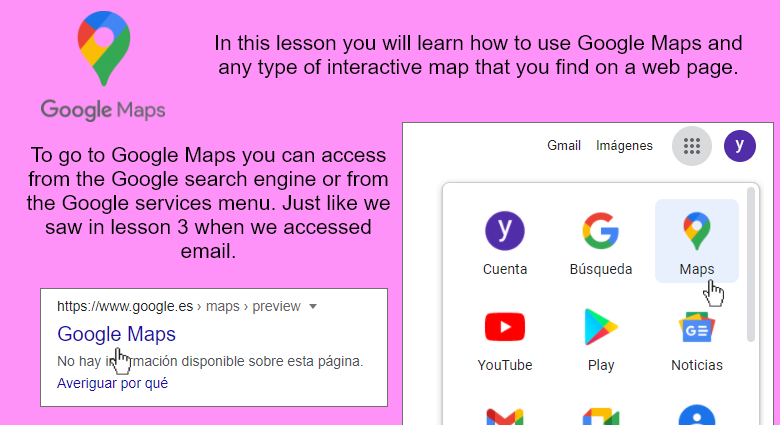 Google Maps
In this lesson you will learn how to use Google Maps and
any type of interactive map that you find on a web page.
To go to Google Maps you can access
from the Google search engine or from
the Google services menu. Just like we
saw in lesson 3 when we accessed
email.
https://www.google.es › maps › preview
Google Maps
No hay información disponible sobre esta página.
Averiguar por qué
Gmail Imágenes y
y
Cuenta Búsqueda Maps
YouTube Play Noticias